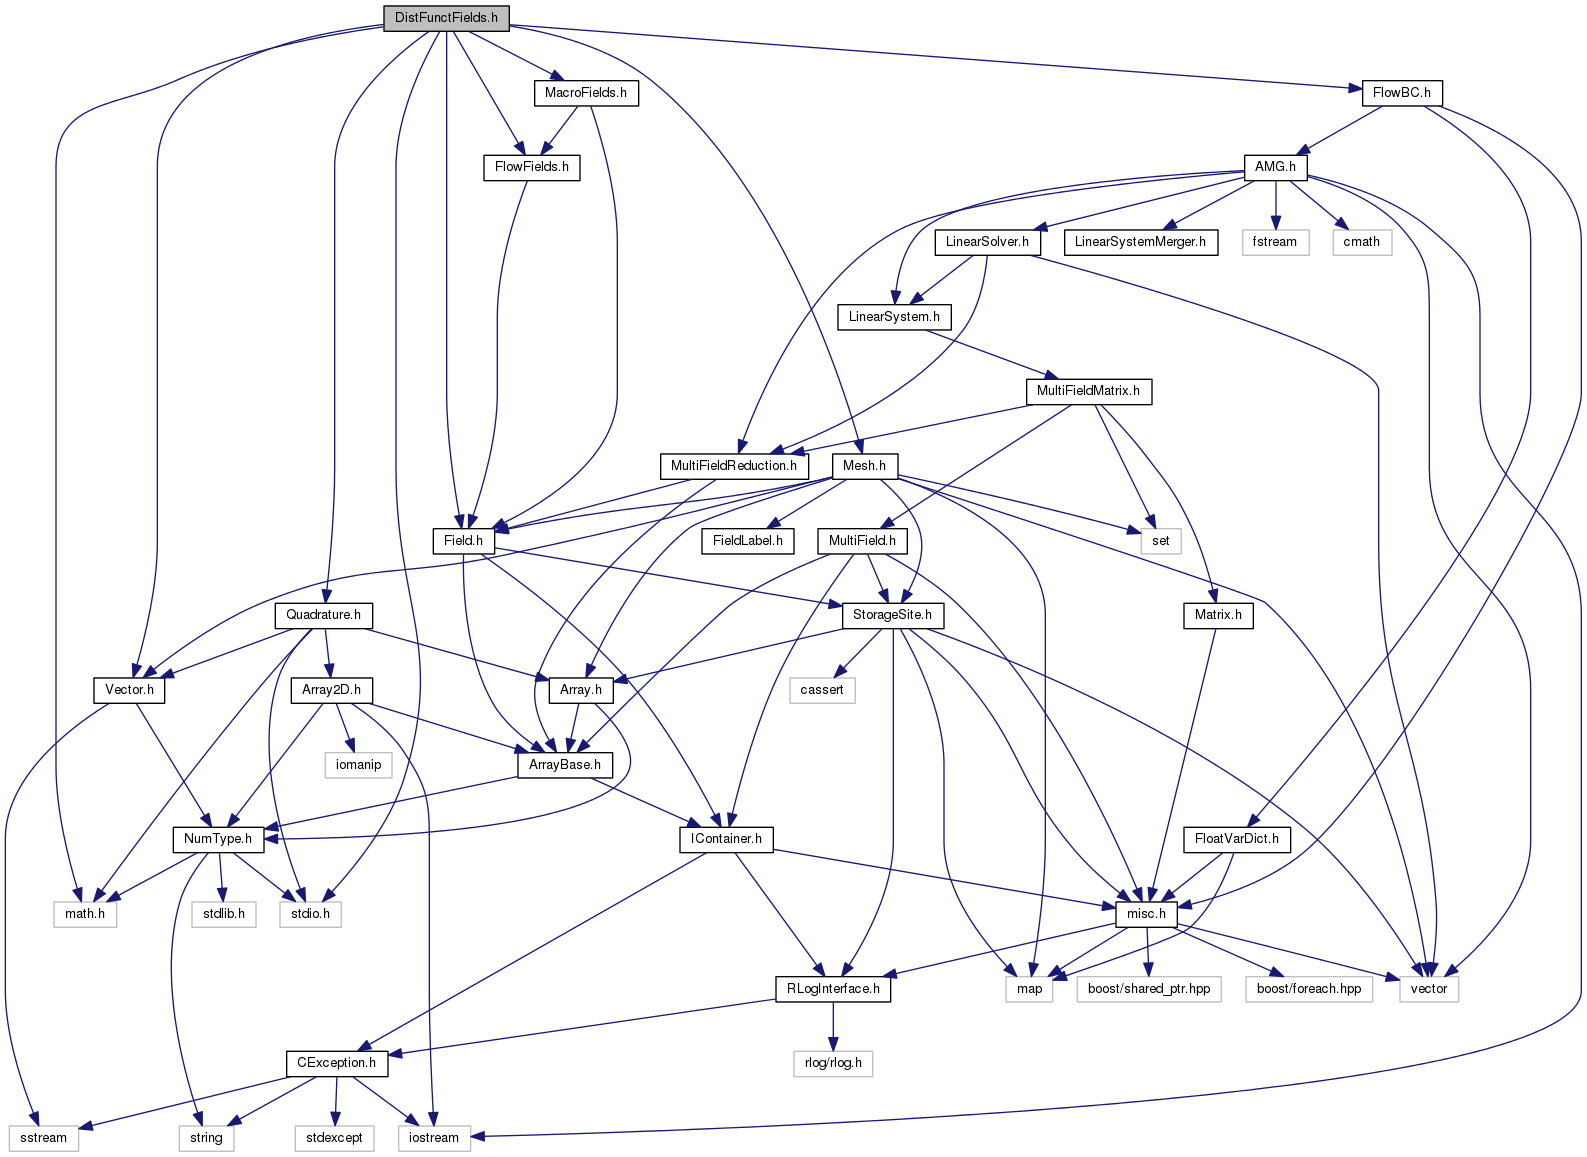 DistFunctFields.h
MacroFields.h
FlowBC.h
FlowFields.h
AMG.h
LinearSolver.h
LinearSystemMerger.h
fstream
cmath
LinearSystem.h
MultiFieldMatrix.h
MultiFieldReduction.h
Mesh.h
Field.h
FieldLabel.h
MultiField.h
set
Quadrature.h
StorageSite.h
Matrix.h
Vector.h
Array2D.h
Array.h
cassert
iomanip
ArrayBase.h
NumType.h
IContainer.h
FloatVarDict.h
math.h
stdlib.h
stdio.h
misc.h
RLogInterface.h
map
boost/shared_ptr.hpp
boost/foreach.hpp
vector
CException.h
rlog/rlog.h
sstream
string
stdexcept
iostream